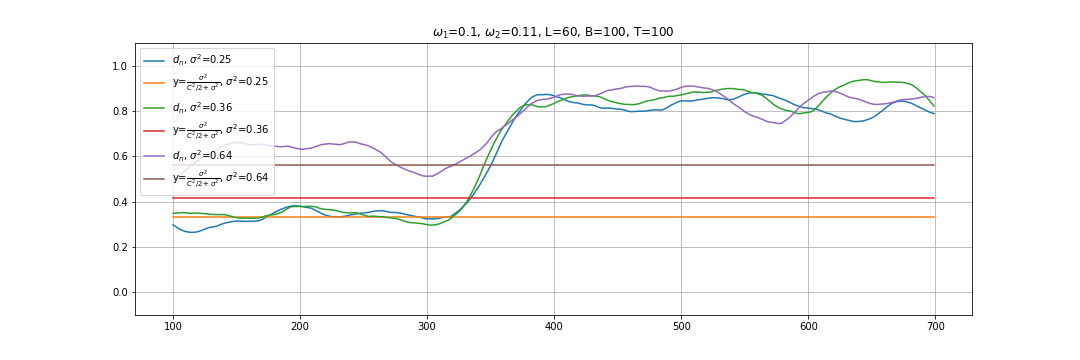 ω₁=0.1, ω₂=0.11, L=60, B=100, T=100
dₙ, σ²=0.25
y=σ²/(C²/2+σ²), σ²=0.25
dₙ, σ²=0.36
y=σ²/(C²/2+σ²), σ²=0.36
dₙ, σ²=0.64
y=σ²/(C²/2+σ²), σ²=0.64
1.0
0.8
0.6
0.4
0.2
0.0
100 200 300 400 500 600 700